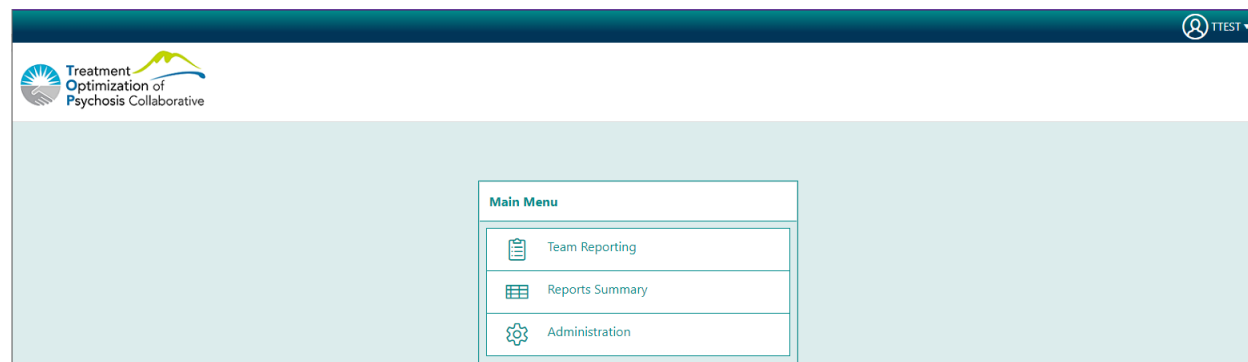 TTEST
Treatment
Optimization of
Psychosis Collaborative
Main Menu
Team Reporting
Reports Summary
Administration